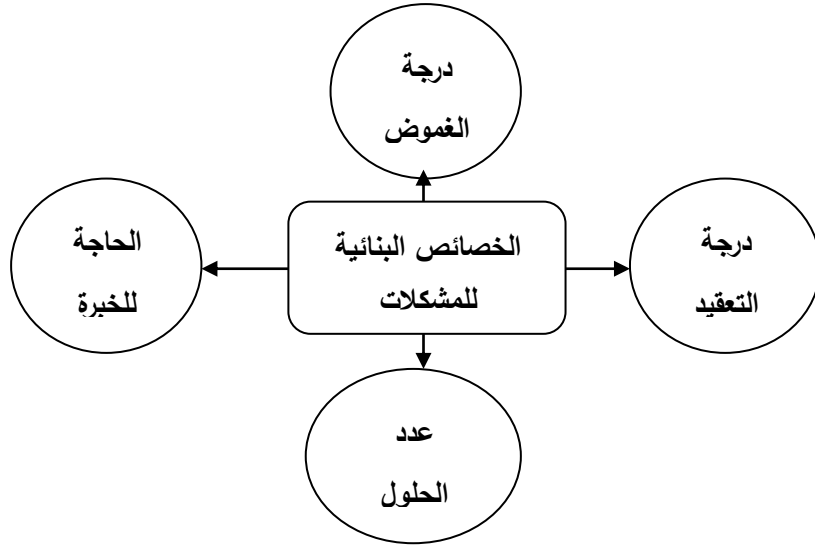 درجة
الغموض
الخصائص البنائية
للمشكلات
درجة
التعقيد
الحاجة
للخبرة
عدد
الحلول